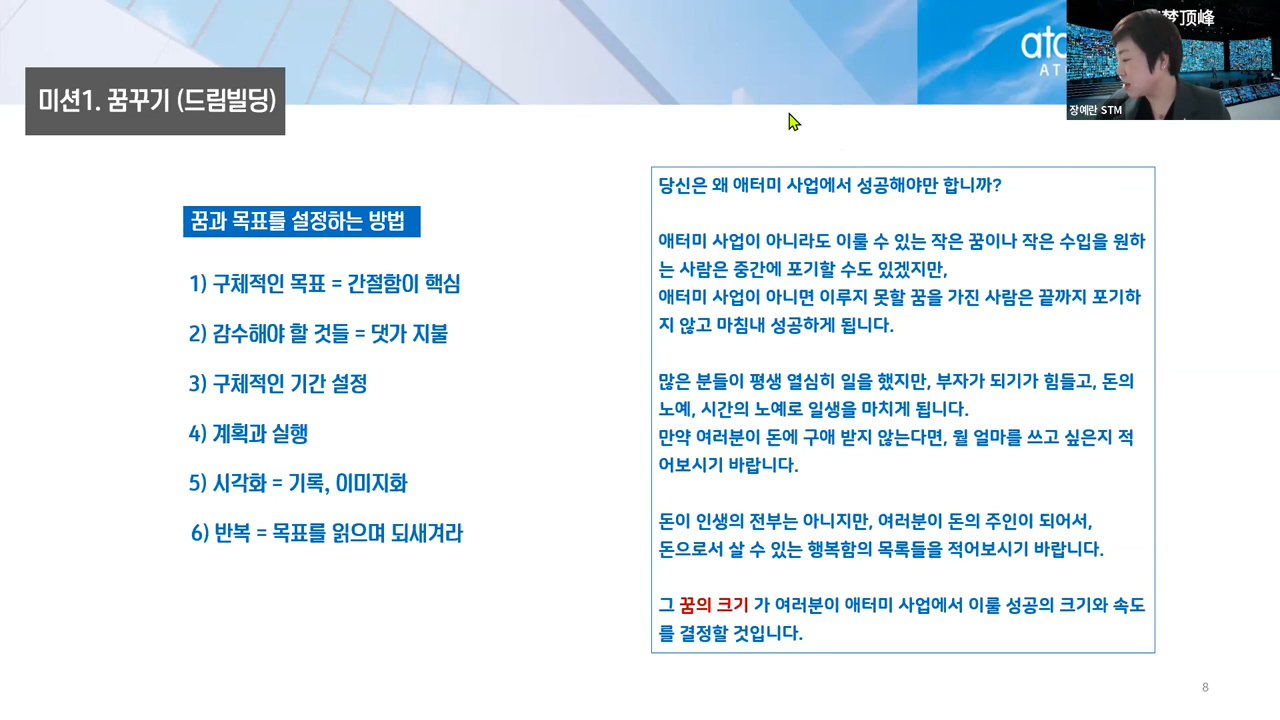 梦顶峰
ato
AT
장예란 STM
미션1. 꿈꾸기 (드림빌딩)
꿈과 목표를 설정하는 방법
1) 구체적인 목표 = 간절함이 핵심
2) 감수해야 할 것들 = 댓가 지불
3) 구체적인 기간 설정
4) 계획과 실행
5) 시각화 = 기록, 이미지화
6) 반복 = 목표를 읽으며 되새겨라
당신은 왜 애터미 사업에서 성공해야만 합니까?
애터미 사업이 아니라도 이룰 수 있는 작은 꿈이나 작은 수입을 원하
는 사람은 중간에 포기할 수도 있겠지만,
애터미 사업이 아니면 이루지 못할 꿈을 가진 사람은 끝까지 포기하
지 않고 마침내 성공하게 됩니다.
많은 분들이 평생 열심히 일을 했지만, 부자가 되기가 힘들고, 돈의
노예, 시간의 노예로 일생을 마치게 됩니다.
만약 여러분이 돈에 구애 받지 않는다면, 월 얼마를 쓰고 싶은지 적
어보시기 바랍니다.
돈이 인생의 전부는 아니지만, 여러분이 돈의 주인이 되어서,
돈으로서 살 수 있는 행복함의 목록들을 적어보시기 바랍니다.
그 꿈의 크기 가 여러분이 애터미 사업에서 이룰 성공의 크기와 속도
를 결정할 것입니다.
8